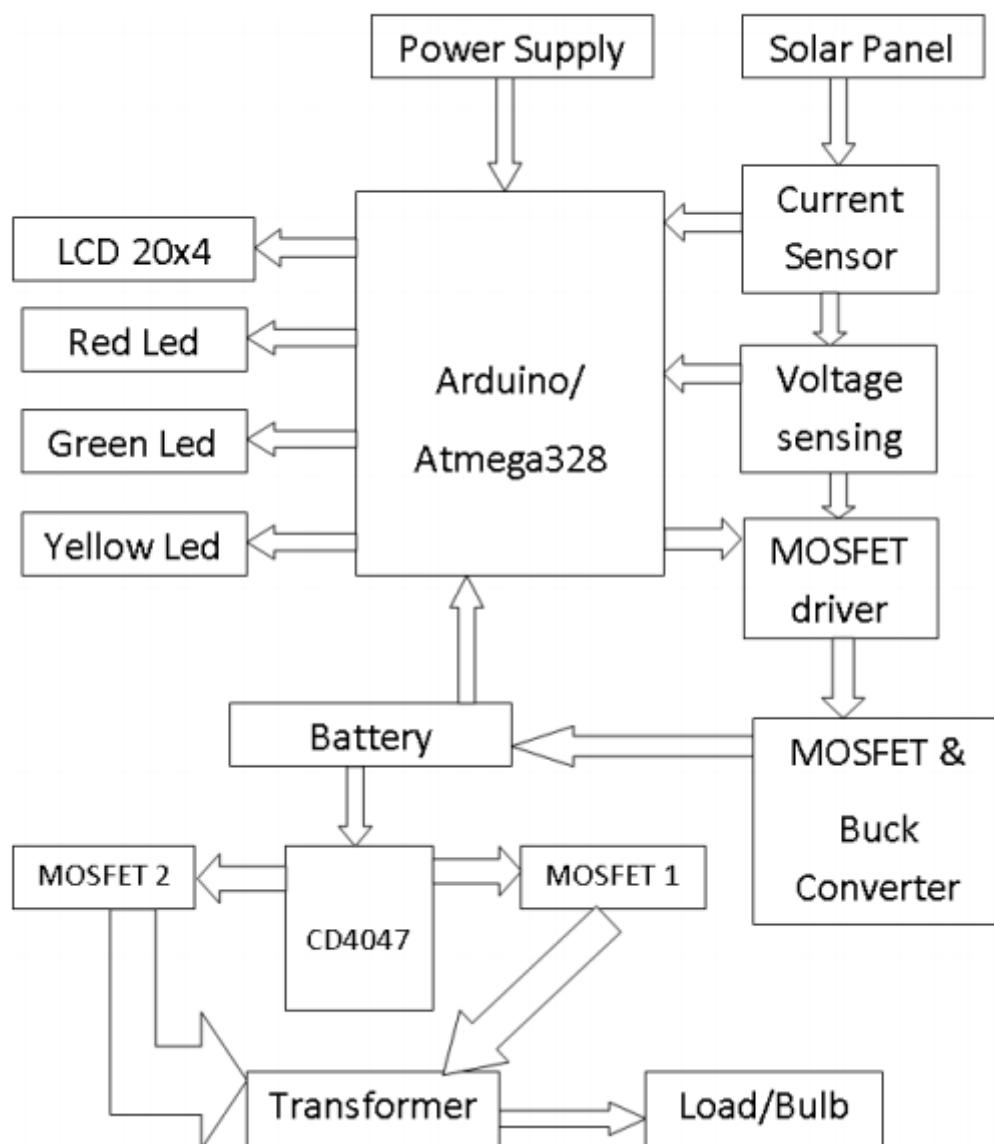 Power Supply
Solar Panel
Current
Sensor
LCD 20x4
Red Led
Arduino/
Atmega328
Voltage
sensing
Green Led
Yellow Led
MOSFET
driver
Battery
MOSFET &
Buck
Converter
MOSFET 2
CD4047
MOSFET 1
Transformer
Load/Bulb